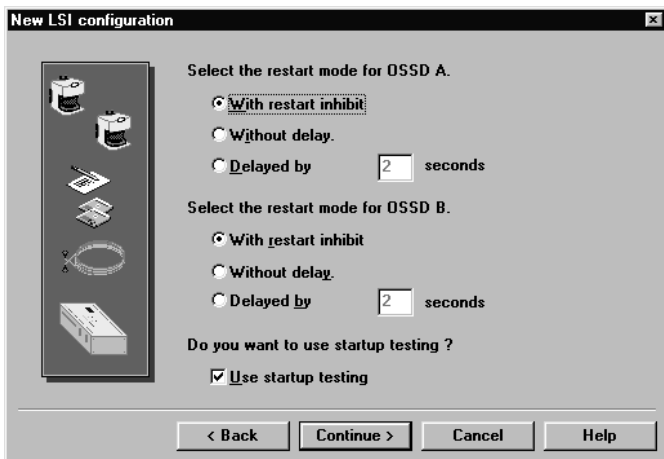 New LSI configuration
Select the restart mode for OSSD A.
With restart inhibit
Without delay.
Delayed by 2 seconds
Select the restart mode for OSSD B.
With restart inhibit
Without delay.
Delayed by 2 seconds
Do you want to use startup testing ?
Use startup testing
< Back Continue > Cancel Help